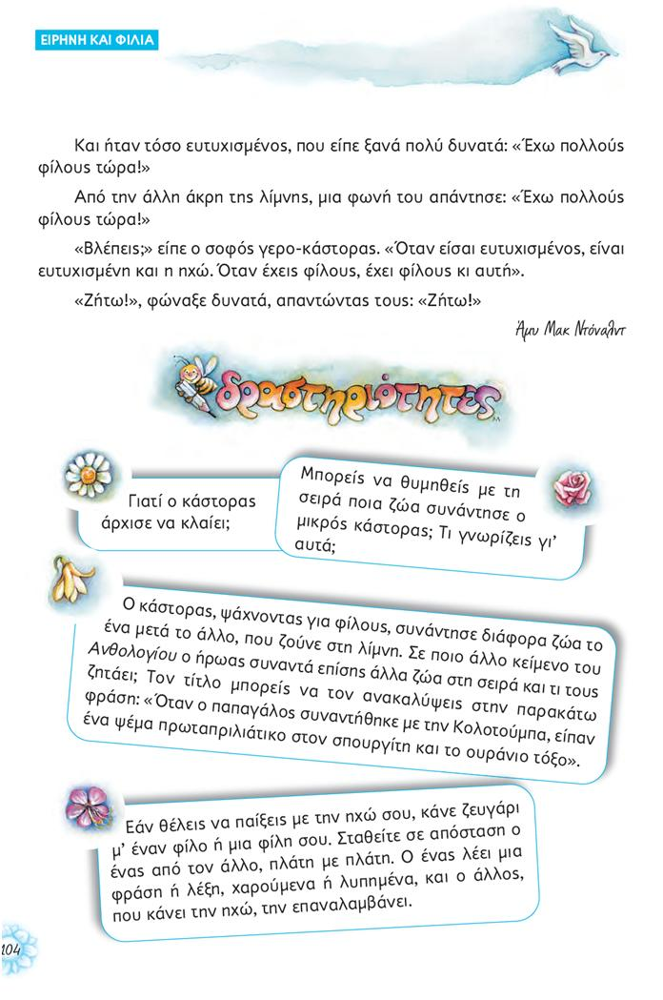 ΕΙΡΗΝΗ ΚΑΙ ΦΙΛΙΑ
Και ήταν τόσο ευτυχισμένος, που είπε ξανά πολύ δυνατά: «Έχω πολλούς
φίλους τώρα!»
Από την άλλη άκρη της λίμνης, μια φωνή του απάντησε: «Έχω πολλούς
φίλους τώρα!»
«Βλέπεις;» είπε ο σοφός γερο-κάστορας. «Όταν είσαι ευτυχισμένος, είναι
ευτυχισμένη και η ηχώ. Όταν έχεις φίλους, έχει φίλους κι αυτή».
«Ζήτω!», φώναξε δυνατά, απαντώντας τους: «Ζήτω!»
Άμυ Μακ Ντόναλντ
δραστηριότητες
Γιατί ο κάστορας
άρχισε να κλαίει;
Μπορείς να θυμηθείς με τη
σειρά ποια ζώα συνάντησε ο
μικρός κάστορας; Τι γνωρίζεις γι'
αυτά;
Ο κάστορας, ψάχνοντας για φίλους, συνάντησε διάφορα ζώα το
ένα μετά το άλλο, που ζούνε στη λίμνη. Σε ποιο άλλο κείμενο του
Ανθολογίου ο ήρωας συναντά επίσης άλλα ζώα στη σειρά και τι τους
ζητάει; Τον τίτλο μπορείς να τον ανακαλύψεις στην παρακάτω
φράση: «Όταν ο παπαγάλος συναντήθηκε με την Κολοτούμπα, είπαν
ένα ψέμα πρωταπριλιάτικο στον σπουργίτη και το ουράνιο τόξο».
Εάν θέλεις να παίξεις με την ηχώ σου, κάνε ζευγάρι
μ' έναν φίλο ή μια φίλη σου. Σταθείτε σε απόσταση ο
ένας από τον άλλο, πλάτη με πλάτη. Ο ένας λέει μια
φράση ή λέξη, χαρούμενα ή λυπημένα, και ο άλλος,
που κάνει την ηχώ, την επαναλαμβάνει.
104